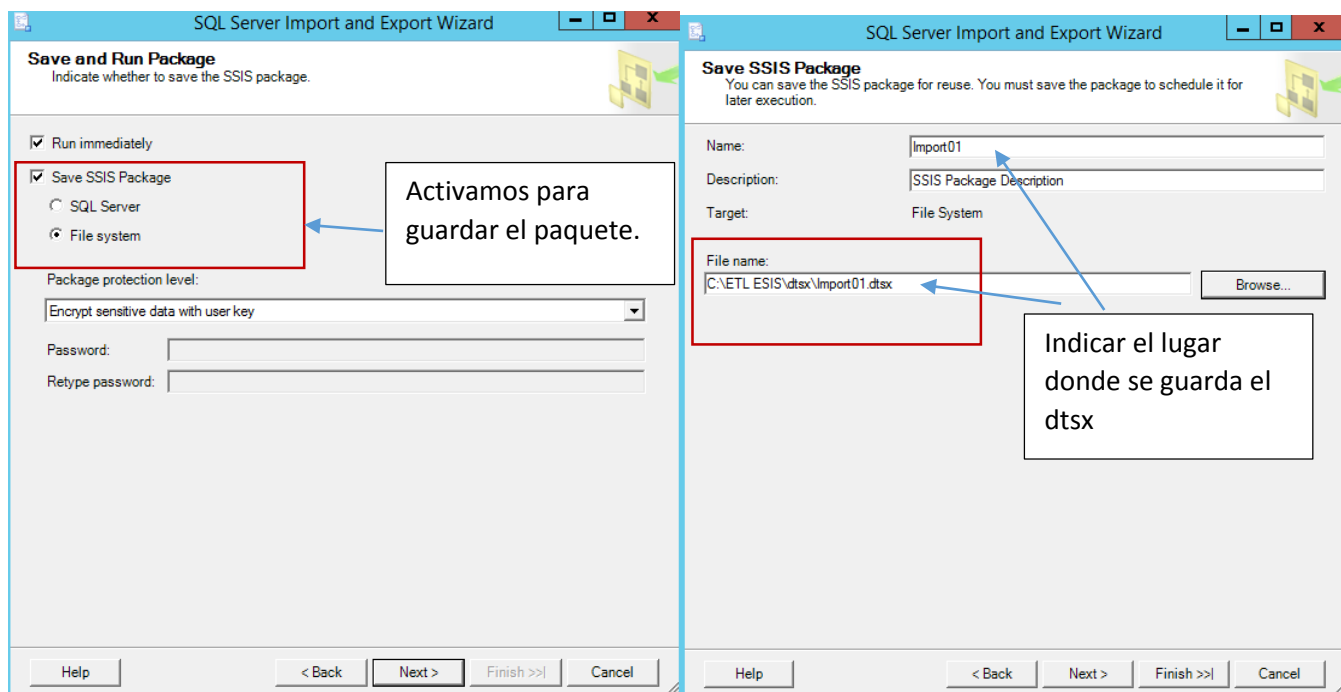 SQL Server Import and Export Wizard
Save and Run Package
Indicate whether to save the SSIS package.
Run immediately
Save SSIS Package
SQL Server
File system
Activamos para
guardar el paquete.
Package protection level:
Encrypt sensitive data with user key
Password:
Retype password:
Help
< Back
Next >
Finish >>|
Cancel
SQL Server Import and Export Wizard
Save SSIS Package
You can save the SSIS package for reuse. You must save the package to schedule it for
later execution.
Name:
Import01
Description:
SSIS Package Description
Target:
File System
File name:
C:\ETL ESIS\dtsx\Import01.dtsx
Browse...
Indicar el lugar
donde se guarda el
dtsx
Help
< Back
Next >
Finish >>|
Cancel